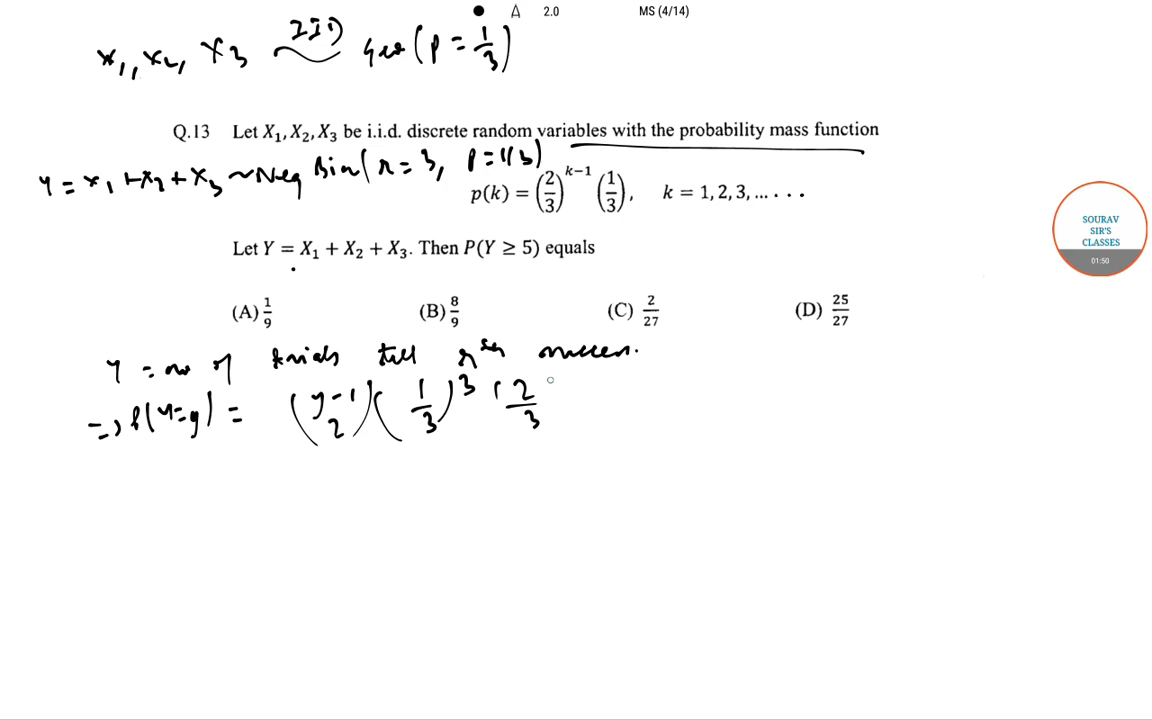 2.0 MS (4/14)
X1, X2, X3 IID Geo (P = 1/3)
Q.13 Let X₁, X₂, X₃ be i.i.d. discrete random variables with the probability mass function
Y = X1 + X2 + X3 ~ Neg Bin (r = 3, P = 1/3)
p(k) = (2/3)^{k−1} (1/3), k = 1, 2, 3, ... . . .
SOURAV
SIR'S
CLASSES
01:50
Let Y = X₁ + X₂ + X₃. Then P(Y ≥ 5) equals
(A) 1/9 (B) 8/9 (C) 2/27 (D) 25/27
Y = no of trials till rth success.
=> P(Y=y) = (y-1 2) (1/3)^3 (2/3